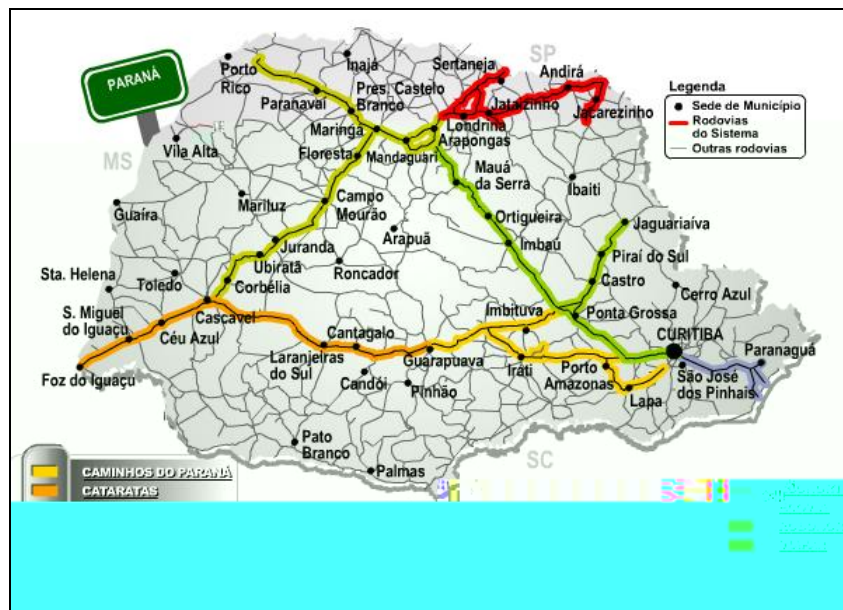 PARANÁ
SP
MS
SC
Legenda
Sede de Município
Rodovias
do Sistema
Outras rodovias
Porto
Rico
Inajá
Sertaneja
Andirá
Paranavaí
Pres. Castelo
Branco
Jataizinho
Jacarezinho
Maringa
Londrina
Arapongas
Vila Alta
Floresta
Mandaguari
Mauá
da Serra
Ibaiti
Guaíra
Mariluz
Campo
Mourão
Arapuã
Ortigueira
Jaguariaíva
Juranda
Imbaú
Piraí do Sul
Ubiratã
Roncador
Sta. Helena
Toledo
Corbélia
Castro
Cerro Azul
S. Miguel
do Iguaçu
Cascavel
Imbituva
Ponta Grossa
Céu Azul
Cantagalo
CURITIBA
Foz do Iguaçu
Laranjeiras
do Sul
Guarapuava
Iráti
Porto
Amazonas
São José
dos Pinhais
Paranaguá
Candói
Pinhão
Lapa
Pato
Branco
Palmas
CAMINHOS DO PARANÁ
CATARATAS